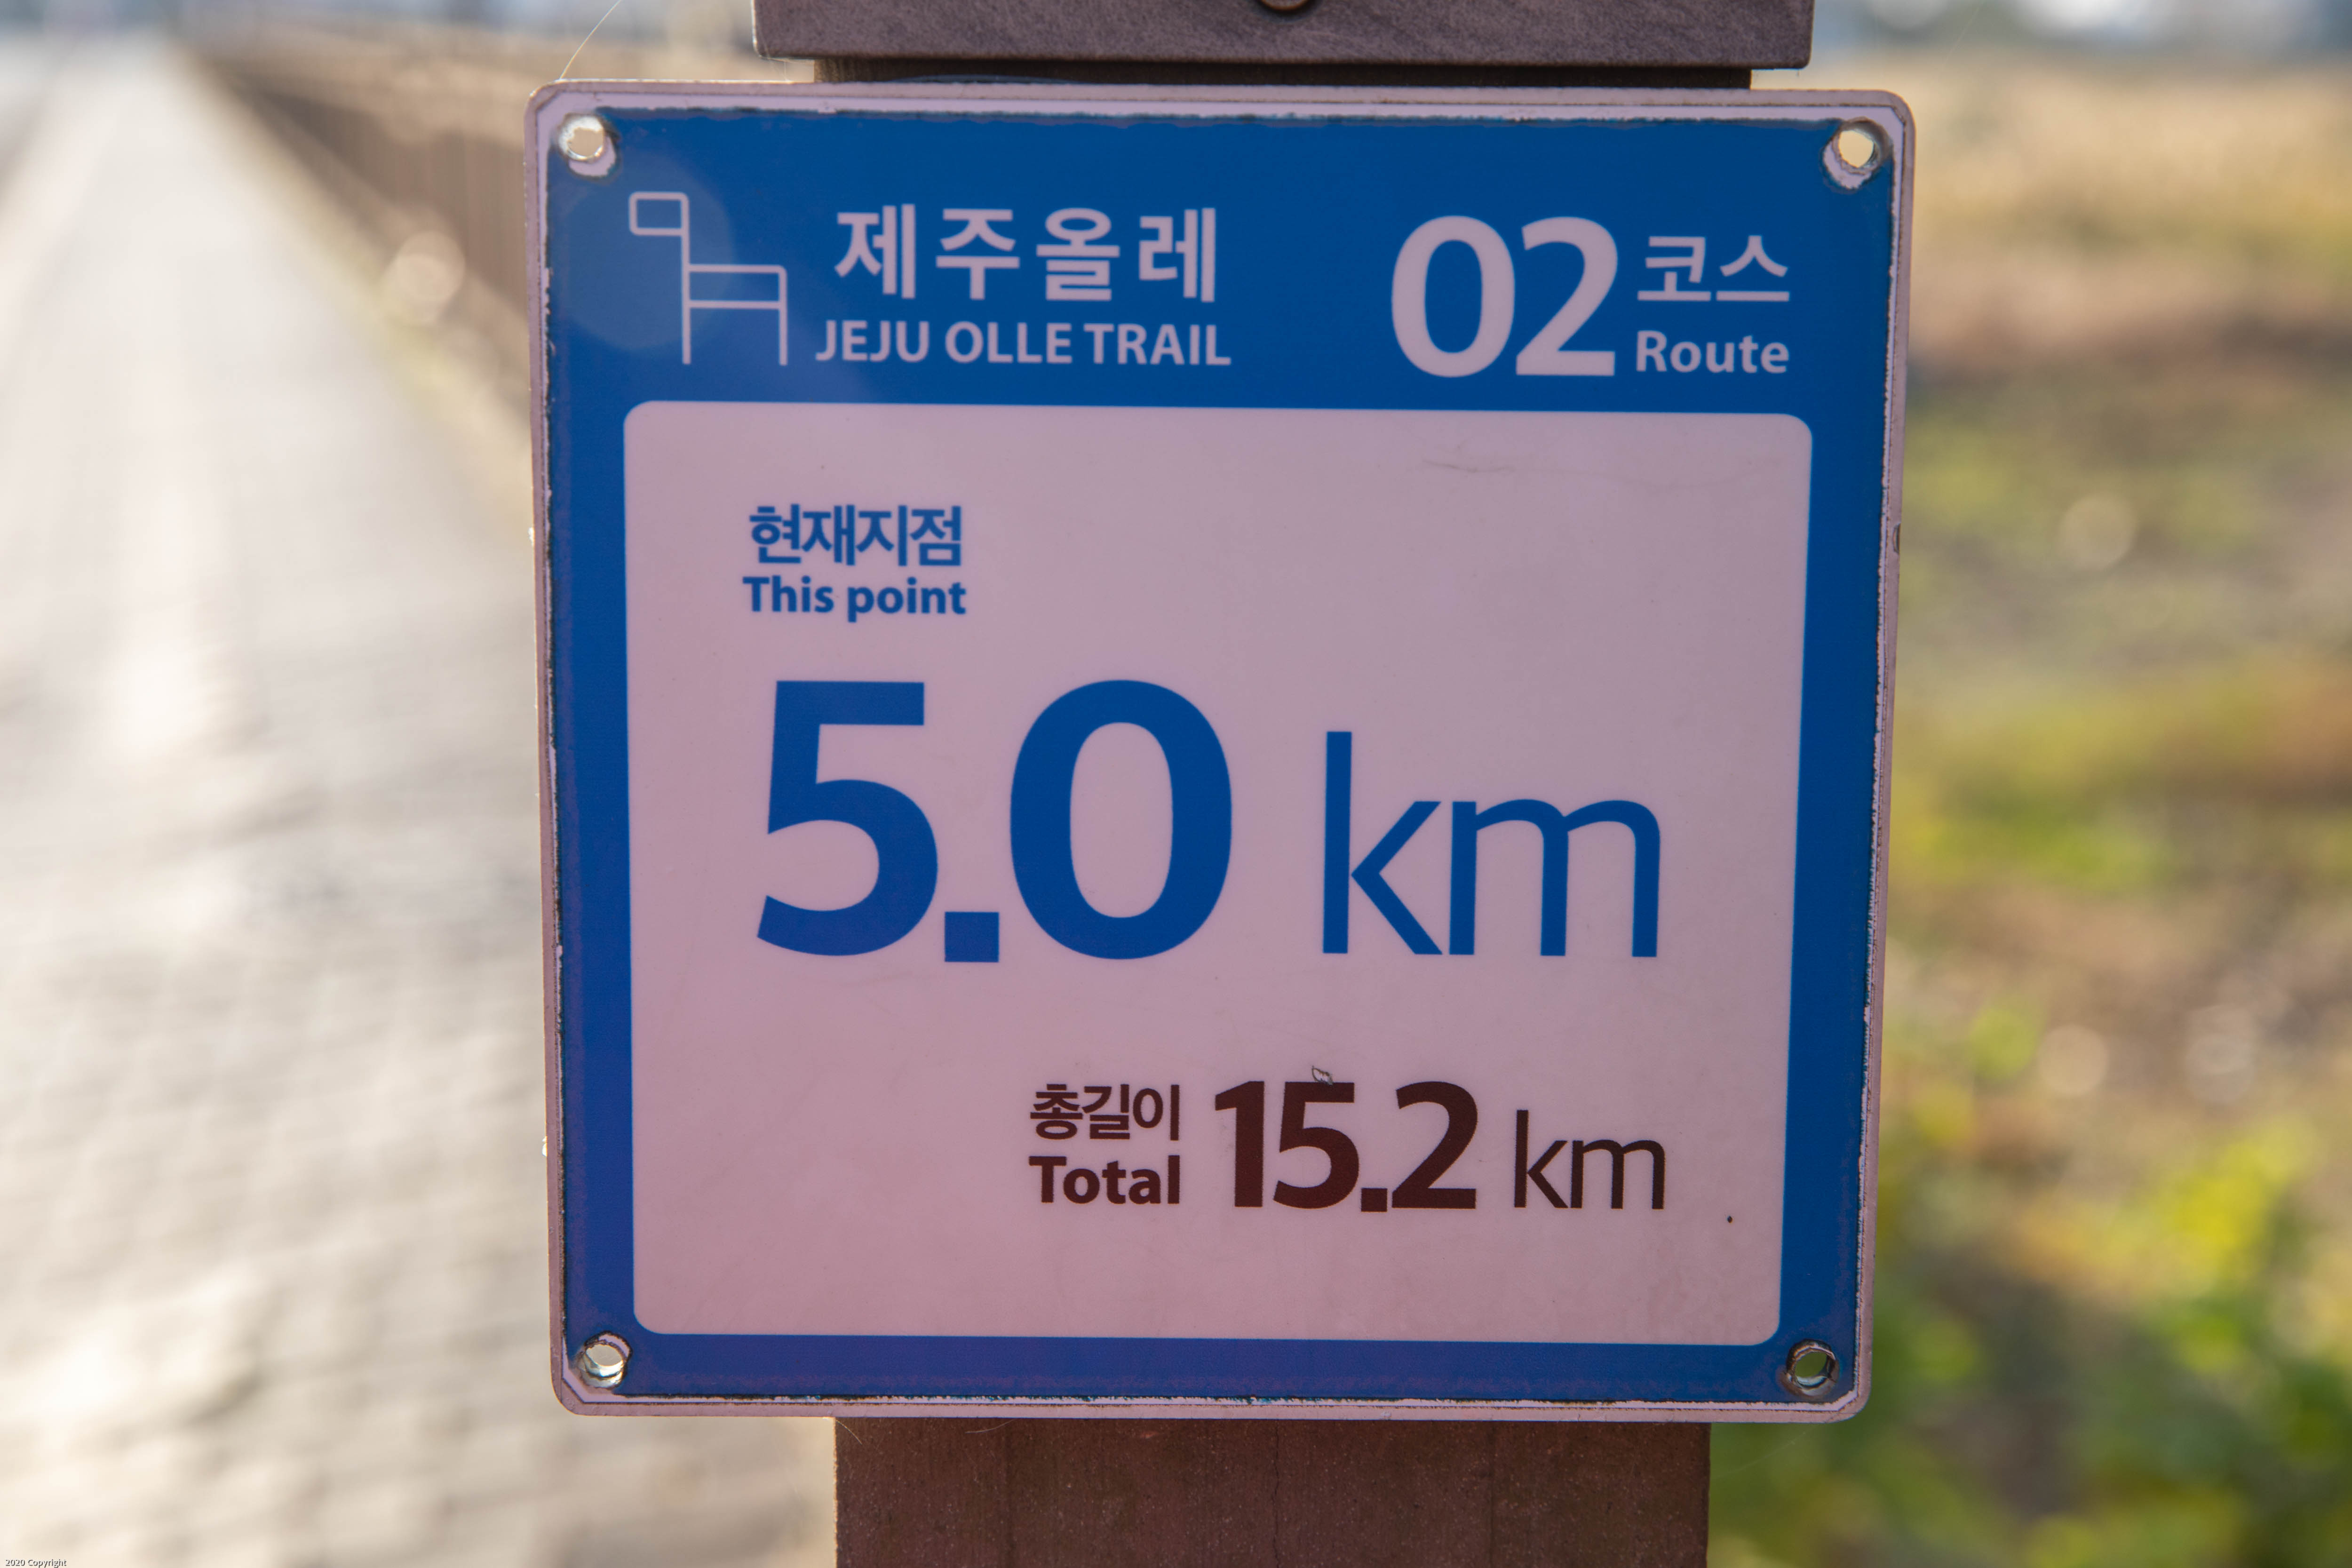 제주올레
JEJU OLLE TRAIL
02 코스
Route
현재지점
This point
5.0 km
총길이
Total 15.2 km
2020 Copyright